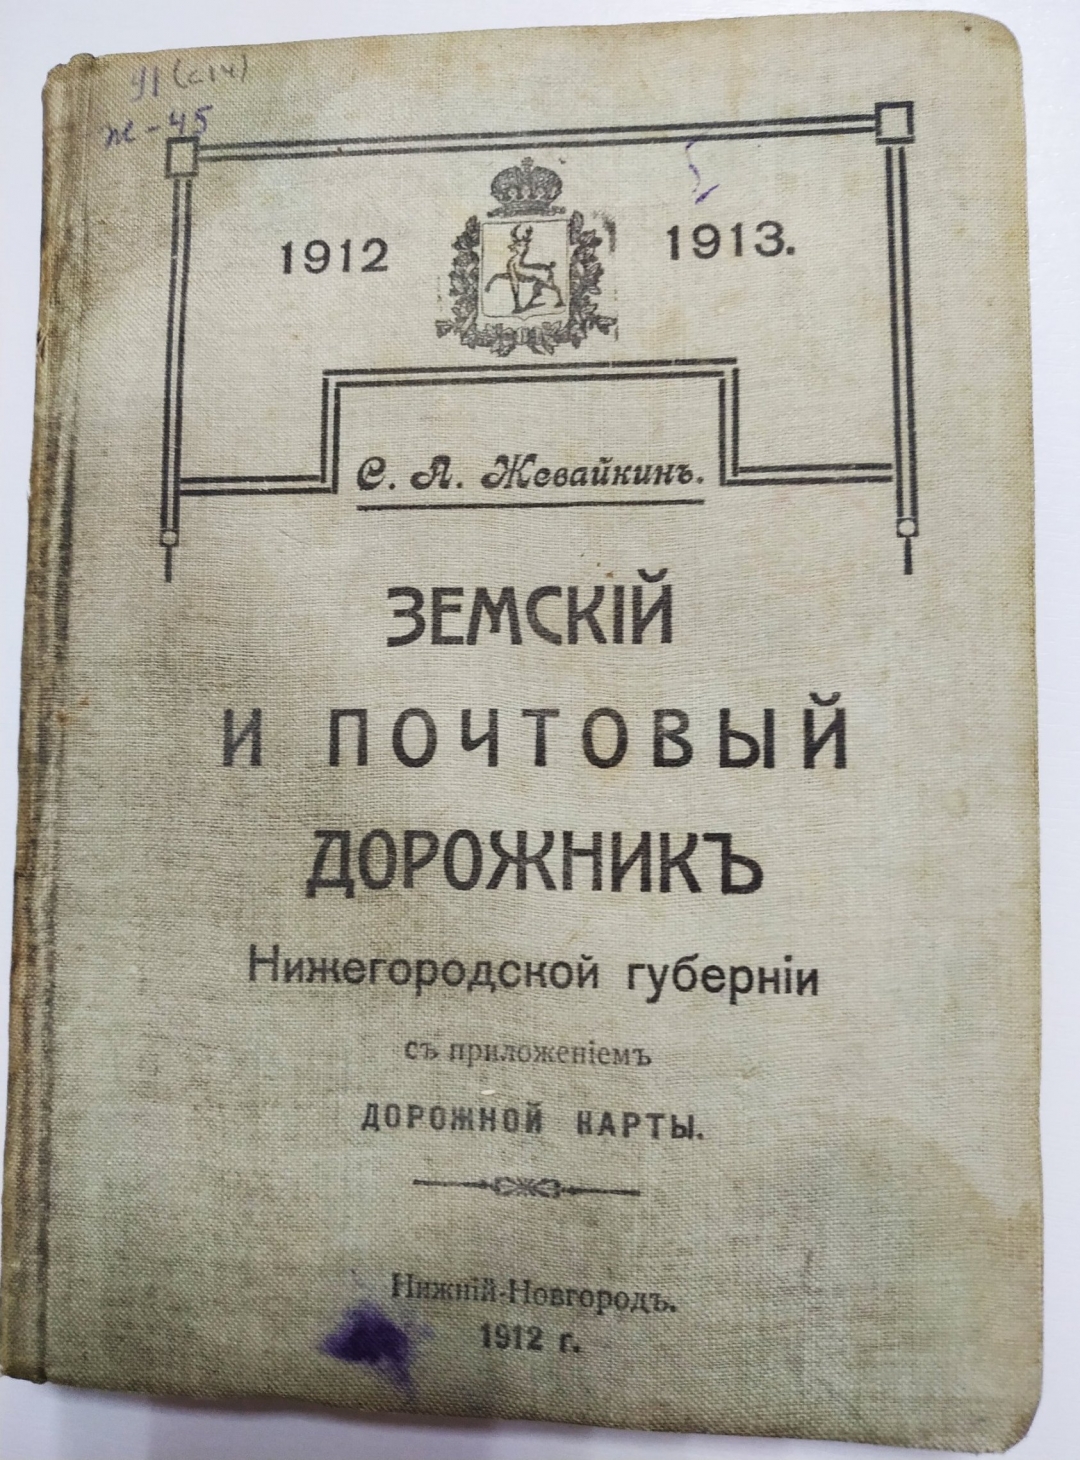 91 (с14)
Ж-45
1912 1913.
С. А. Жевайкинъ.
ЗЕМСКІЙ
И ПОЧТОВЫЙ
ДОРОЖНИКЪ
Нижегородской губерніи
съ приложеніемъ
ДОРОЖНОЙ КАРТЫ.
Нижній-Новгородъ.
1912 г.